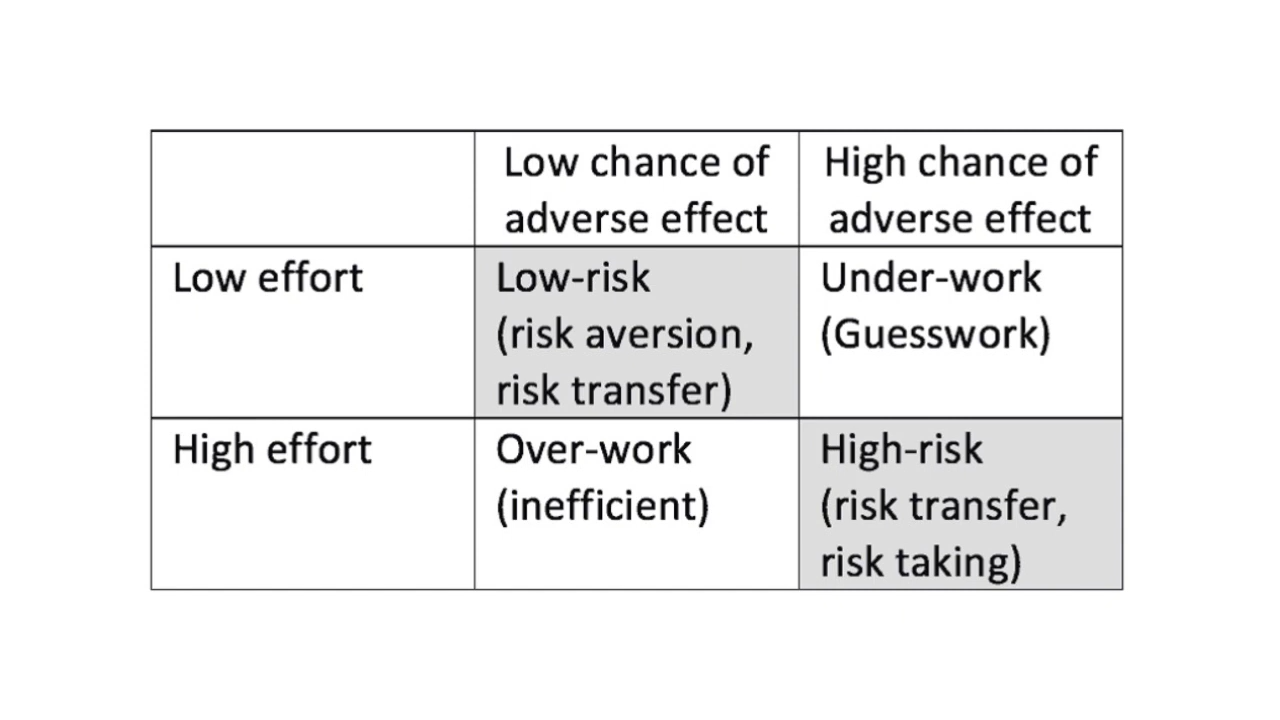 Low chance of
adverse effect
High chance of
adverse effect
Low effort
Low-risk
(risk aversion,
risk transfer)
Under-work
(Guesswork)
High effort
Over-work
(inefficient)
High-risk
(risk transfer,
risk taking)